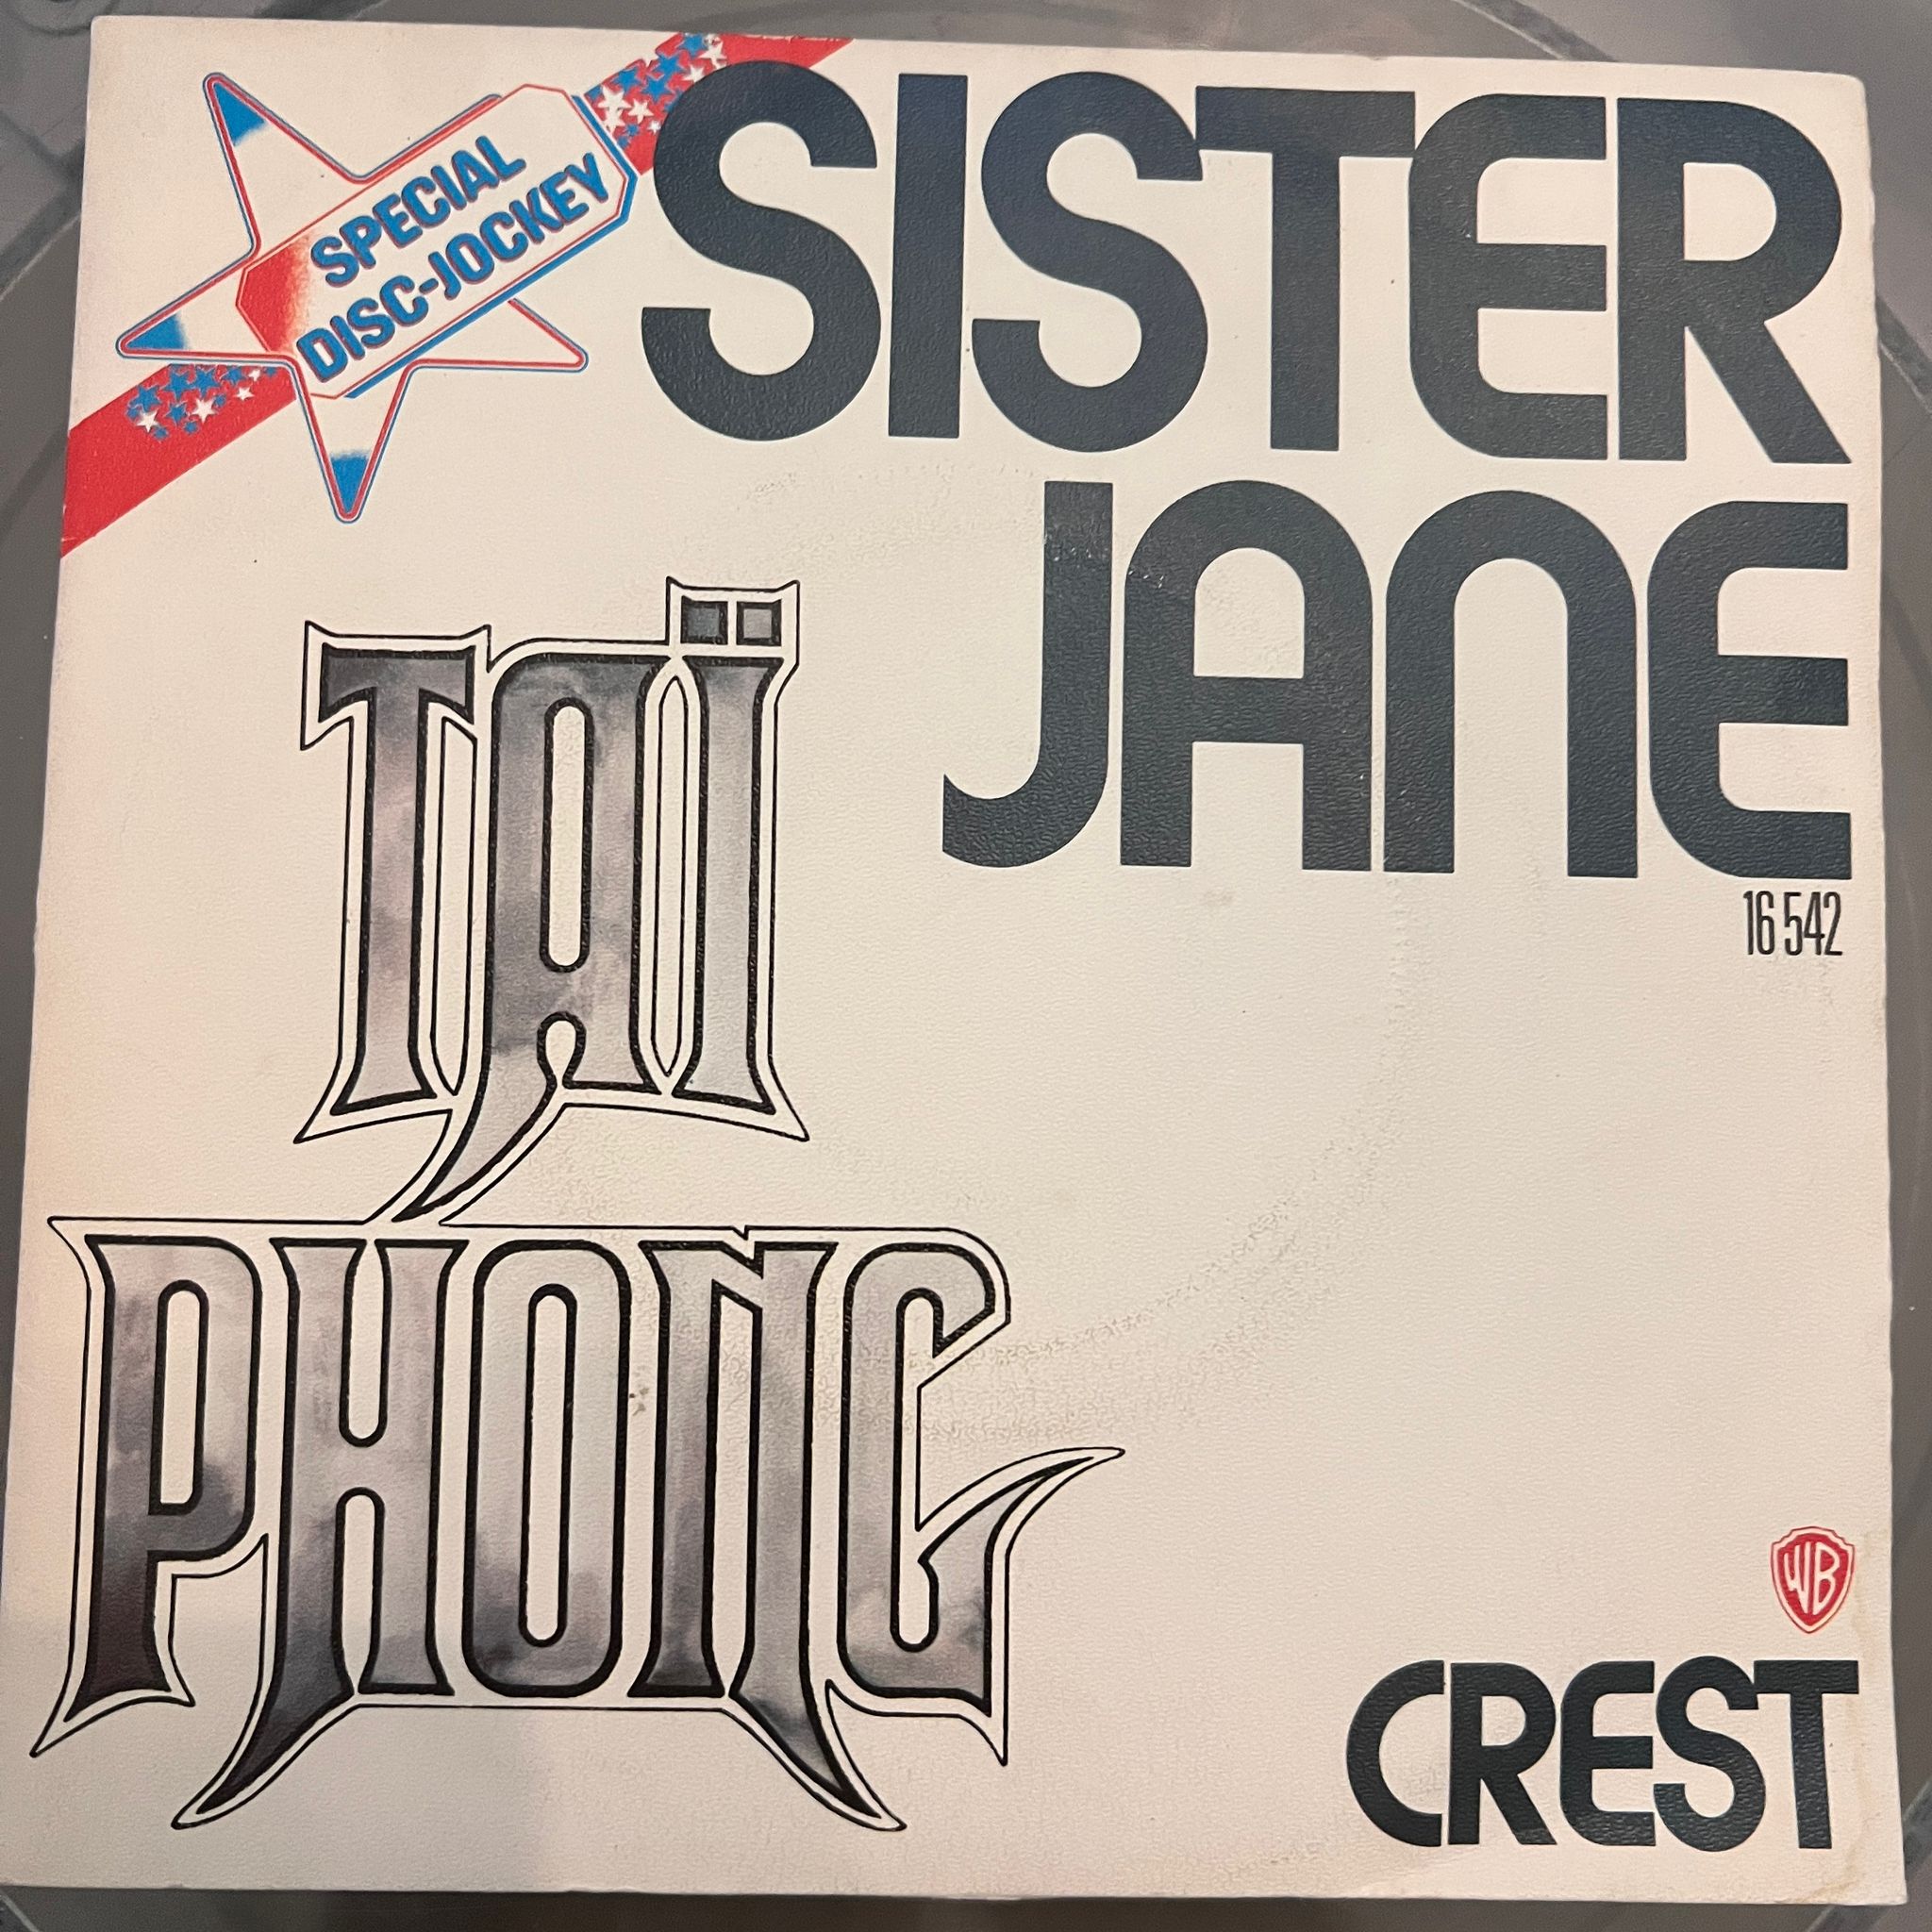 SPECIAL
DISC-JOCKEY
SISTER
JANE
16 542
TAÏ
PHONG
WB
CREST